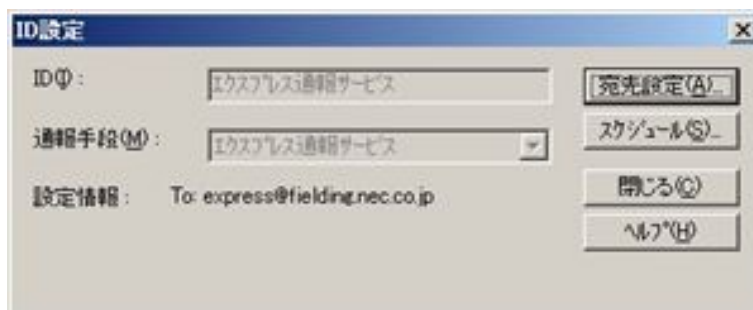 ID設定
ID(I):
エクスプレス通報サービス
宛先設定(A)...
通報手段(M):
エクスプレス通報サービス
スケジュール(S)...
設定情報: To: express@fielding.nec.co.jp
閉じる(C)
ヘルプ(H)